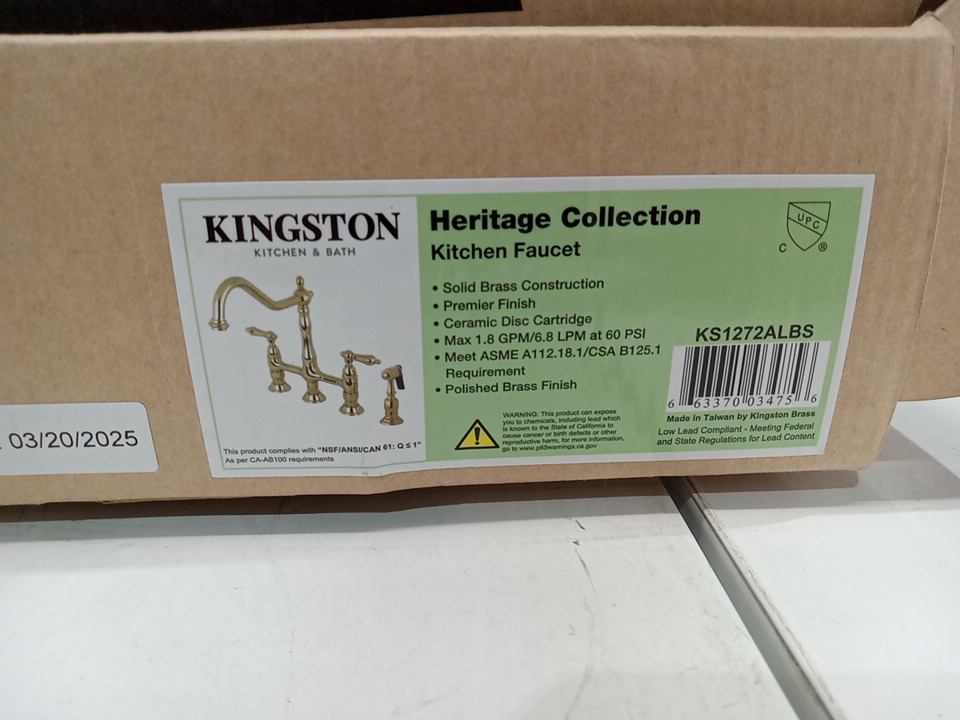 KINGSTON
KITCHEN & BATH
This product complies with "NSF/ANSI/CAN 61: Q ≤ 1"
As per CA-AB100 requirements
Heritage Collection
Kitchen Faucet
• Solid Brass Construction
• Premier Finish
• Ceramic Disc Cartridge
• Max 1.8 GPM/6.8 LPM at 60 PSI
• Meet ASME A112.18.1/CSA B125.1
Requirement
• Polished Brass Finish
WARNING: This product can expose
you to chemicals, including lead which
is known to the State of California to
cause cancer or birth defects or other
reproductive harm, for more information,
go to www.p65warnings.ca.gov
UPC
C ®
KS1272ALBS
6 63370 03475 6
Made in Taiwan by Kingston Brass
Low Lead Compliant - Meeting Federal
and State Regulations for Lead Content
03/20/2025